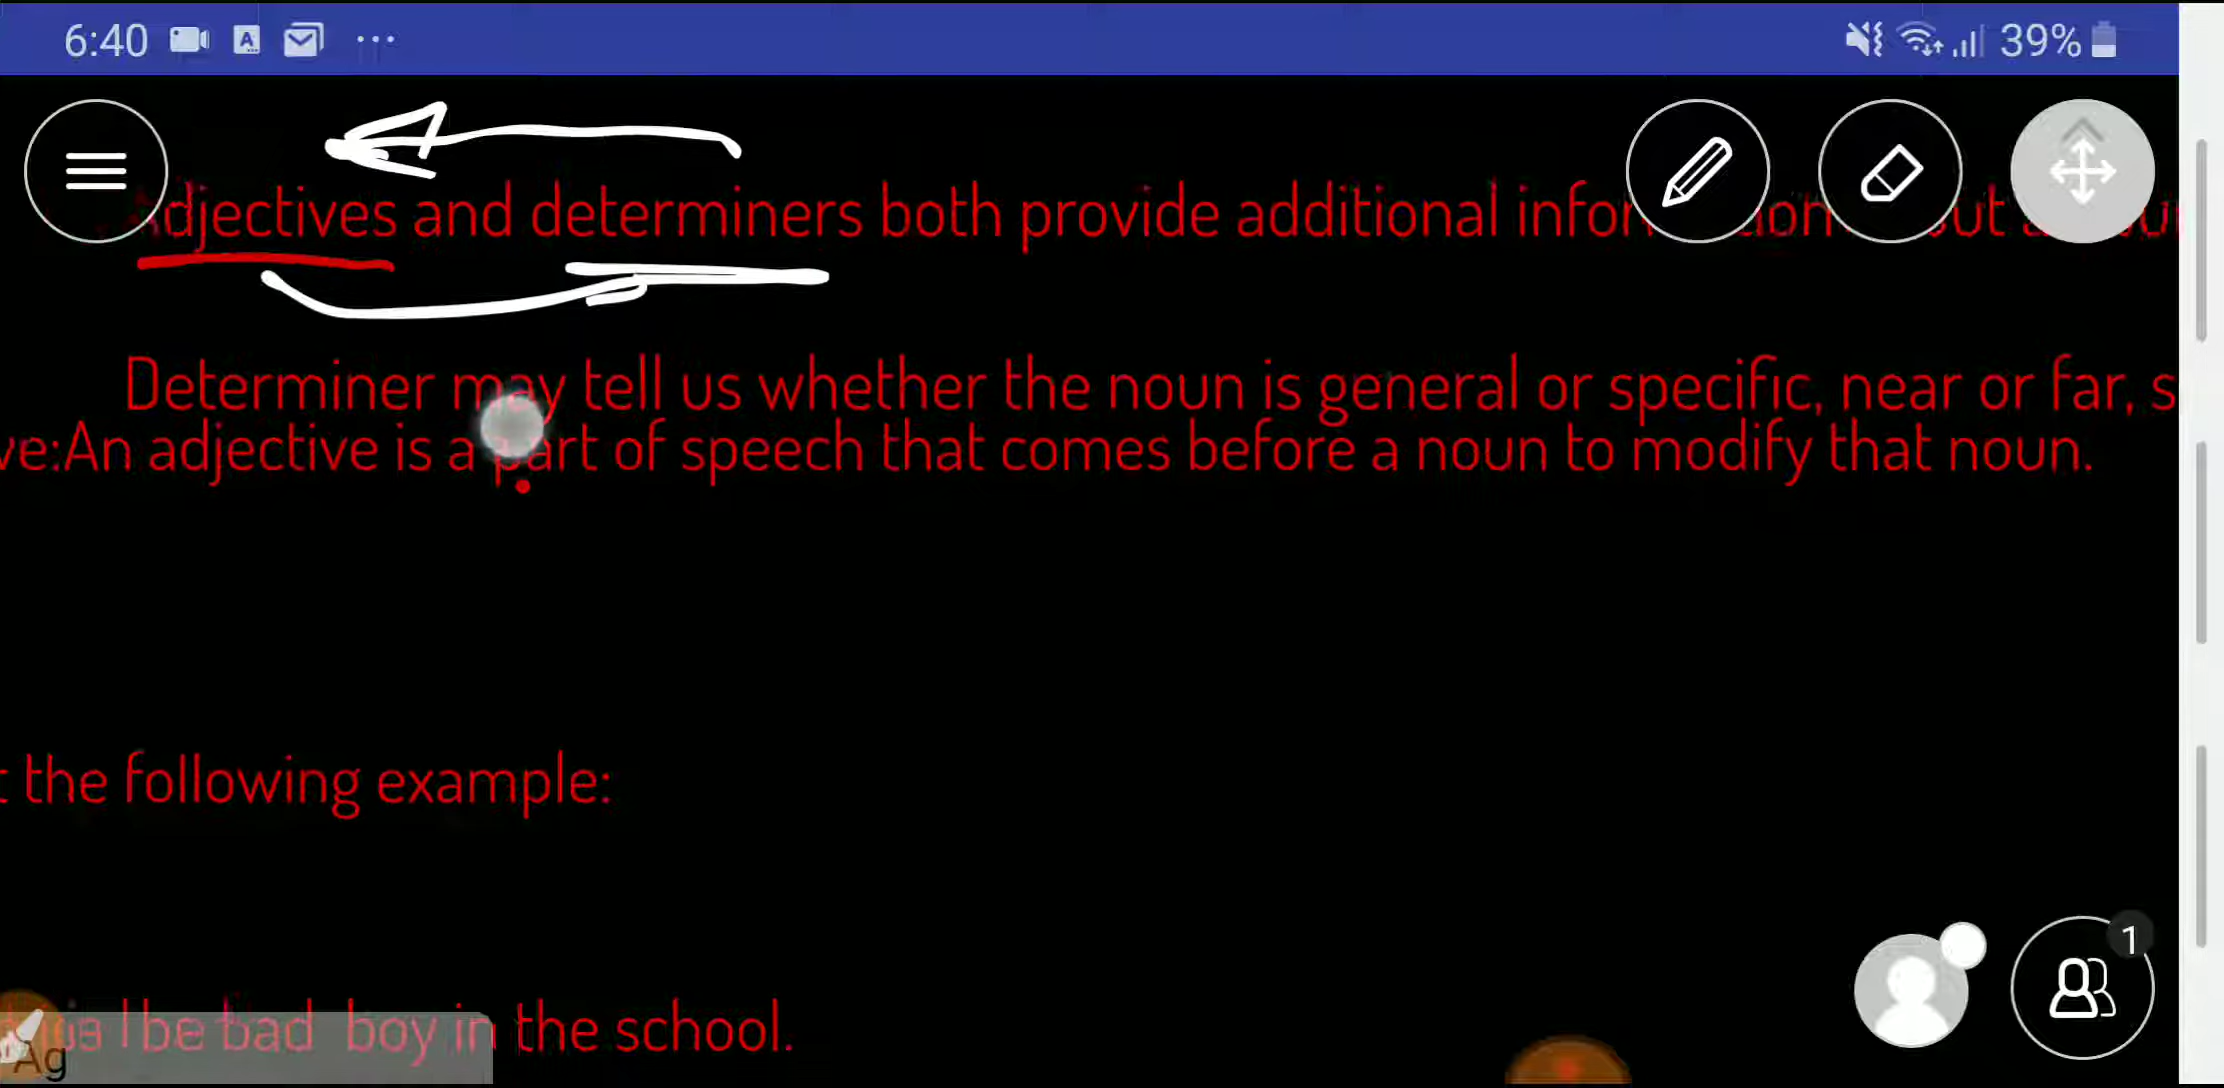 6:40
39%
Adjectives and determiners both provide additional
Determiner may tell us whether the noun is general or specific, near or far, s
ve:An adjective is a part of speech that comes before a noun to modify that noun.
the following example:
be bad boy in the school.
Ag
1